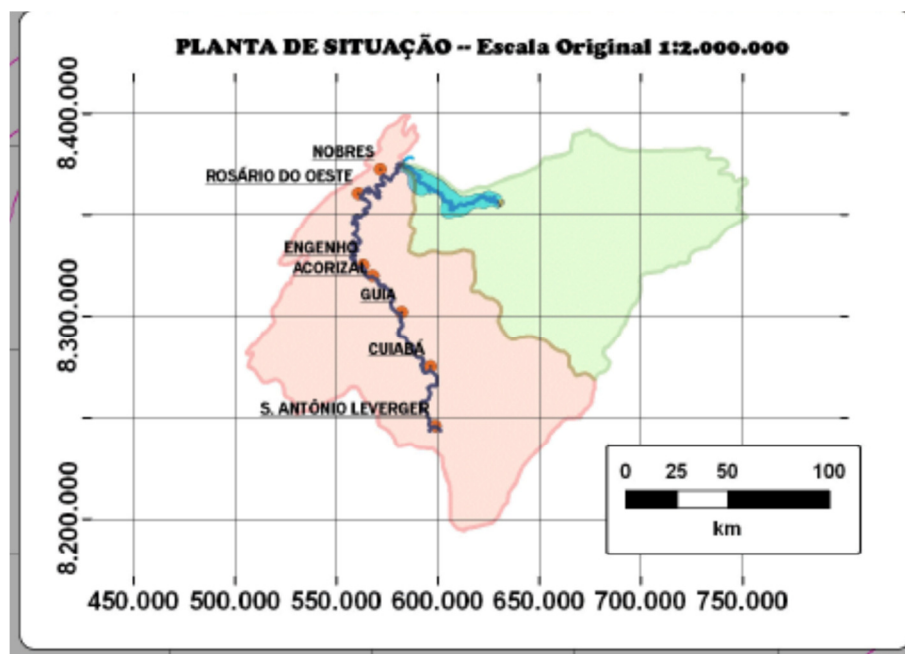 PLANTA DE SITUAÇÃO -- Escala Original 1:2.000.000
8.400.000
NOBRES
ROSÁRIO DO OESTE
ENGENHO
ACORIZAL
8.300.000
GUIA
CUIABÁ
S. ANTÔNIO LEVERGER
0 25 50 100
km
8.200.000
450.000 500.000 550.000 600.000 650.000 700.000 750.000